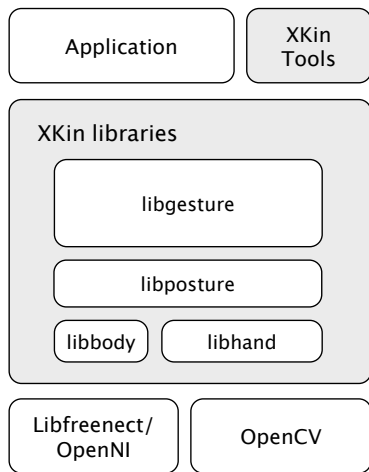 Application
XKin
Tools
XKin libraries
libgesture
libposture
libbody
libhand
Libfreenect/
OpenNI
OpenCV